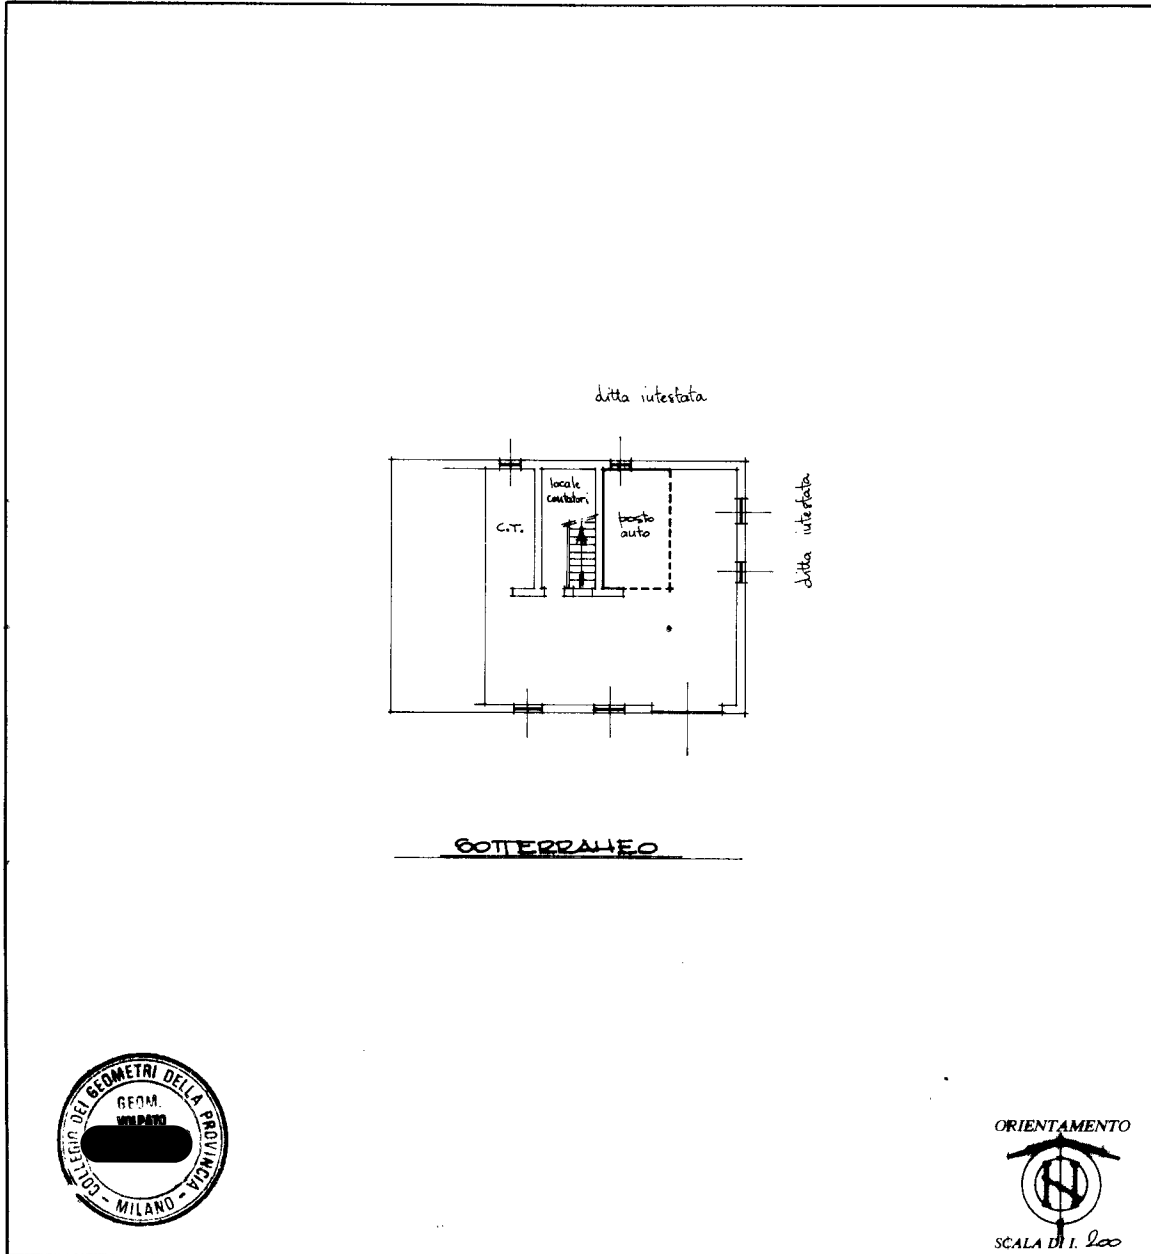 ditta intestata
locale
contatori
C.T.
posto
auto
ditta intestata
SOTTERRANEO
COLLEGIO DEI GEOMETRI DELLA PROVINCIA - MILANO -
GEOM.
VOLPATO
ORIENTAMENTO
N
SCALA DI 1: 200